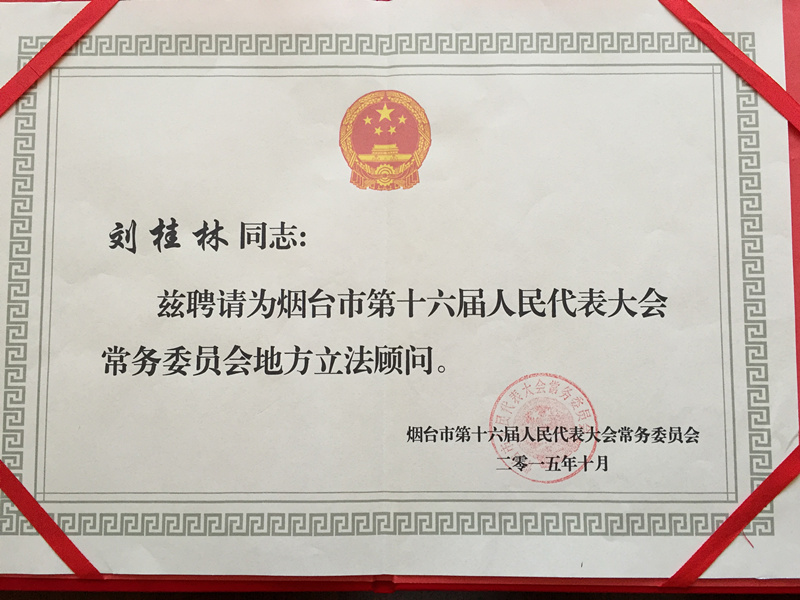 刘桂林同志:
兹聘请为烟台市第十六届人民代表大会
常务委员会地方立法顾问。
烟台市第十六届人民代表大会常务委员会
二零一五年十月